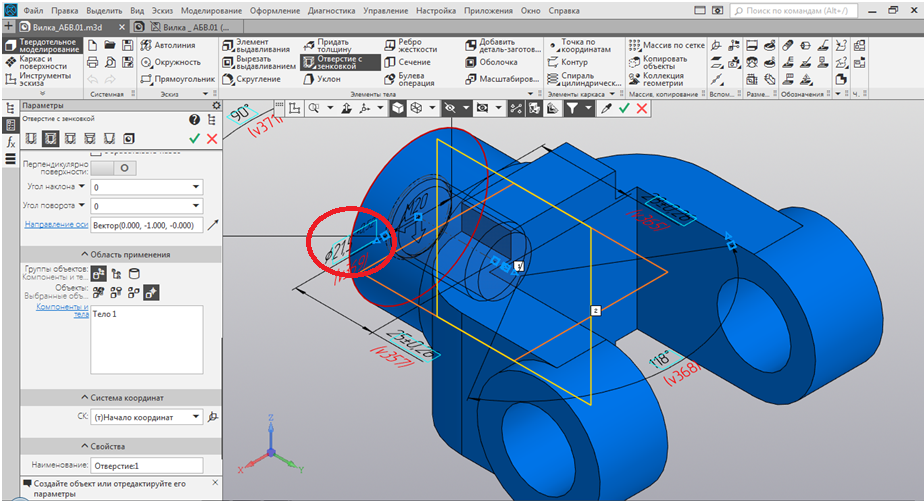 Файл Правка Выделить Вид Эскиз Моделирование Оформление Диагностика Управление Настройка Приложения Окно Справка
Поиск по командам (Alt+/)
Вилка_АБВ.01.m3d
Вилка _ АБВ.01 (...
Твердотельное моделирование
Каркас и поверхности
Инструменты эскиза
Системная
Автолиния
Окружность
Прямоугольник
Эскиз
Элемент выдавливания
Вырезать выдавливанием
Скругление
Придать толщину
Отверстие с зенковкой
Уклон
Ребро жесткости
Сечение
Булева операция
Добавить деталь-заготов...
Оболочка
Масштабиров...
Элементы тела
Точка по координатам
Контур
Спираль цилиндрическ...
Элементы каркаса
Массив по сетке
Копировать объекты
Коллекция геометрии
Массив, копирование
Вспом...
Разме...
Обозначения
Ч...
Параметры
Отверстие с зенковкой
Перпендикулярно поверхности:
Угол наклона
0
Угол поворота
0
Направление оси
Вектор(0.000, -1.000, -0.000)
Область применения
Группы объектов:
Компоненты и те...
Объекты:
Выбранные объ...
Компоненты и тела
Тело 1
Система координат
СК:
(т)Начало координат
Свойства
Наименование:
Отверстие:1
Создайте объект или отредактируйте его параметры
90°
(v371)
M20
25±0,26
(v357)
118°
(v368)
(v355)
1
2
Z
X
Y